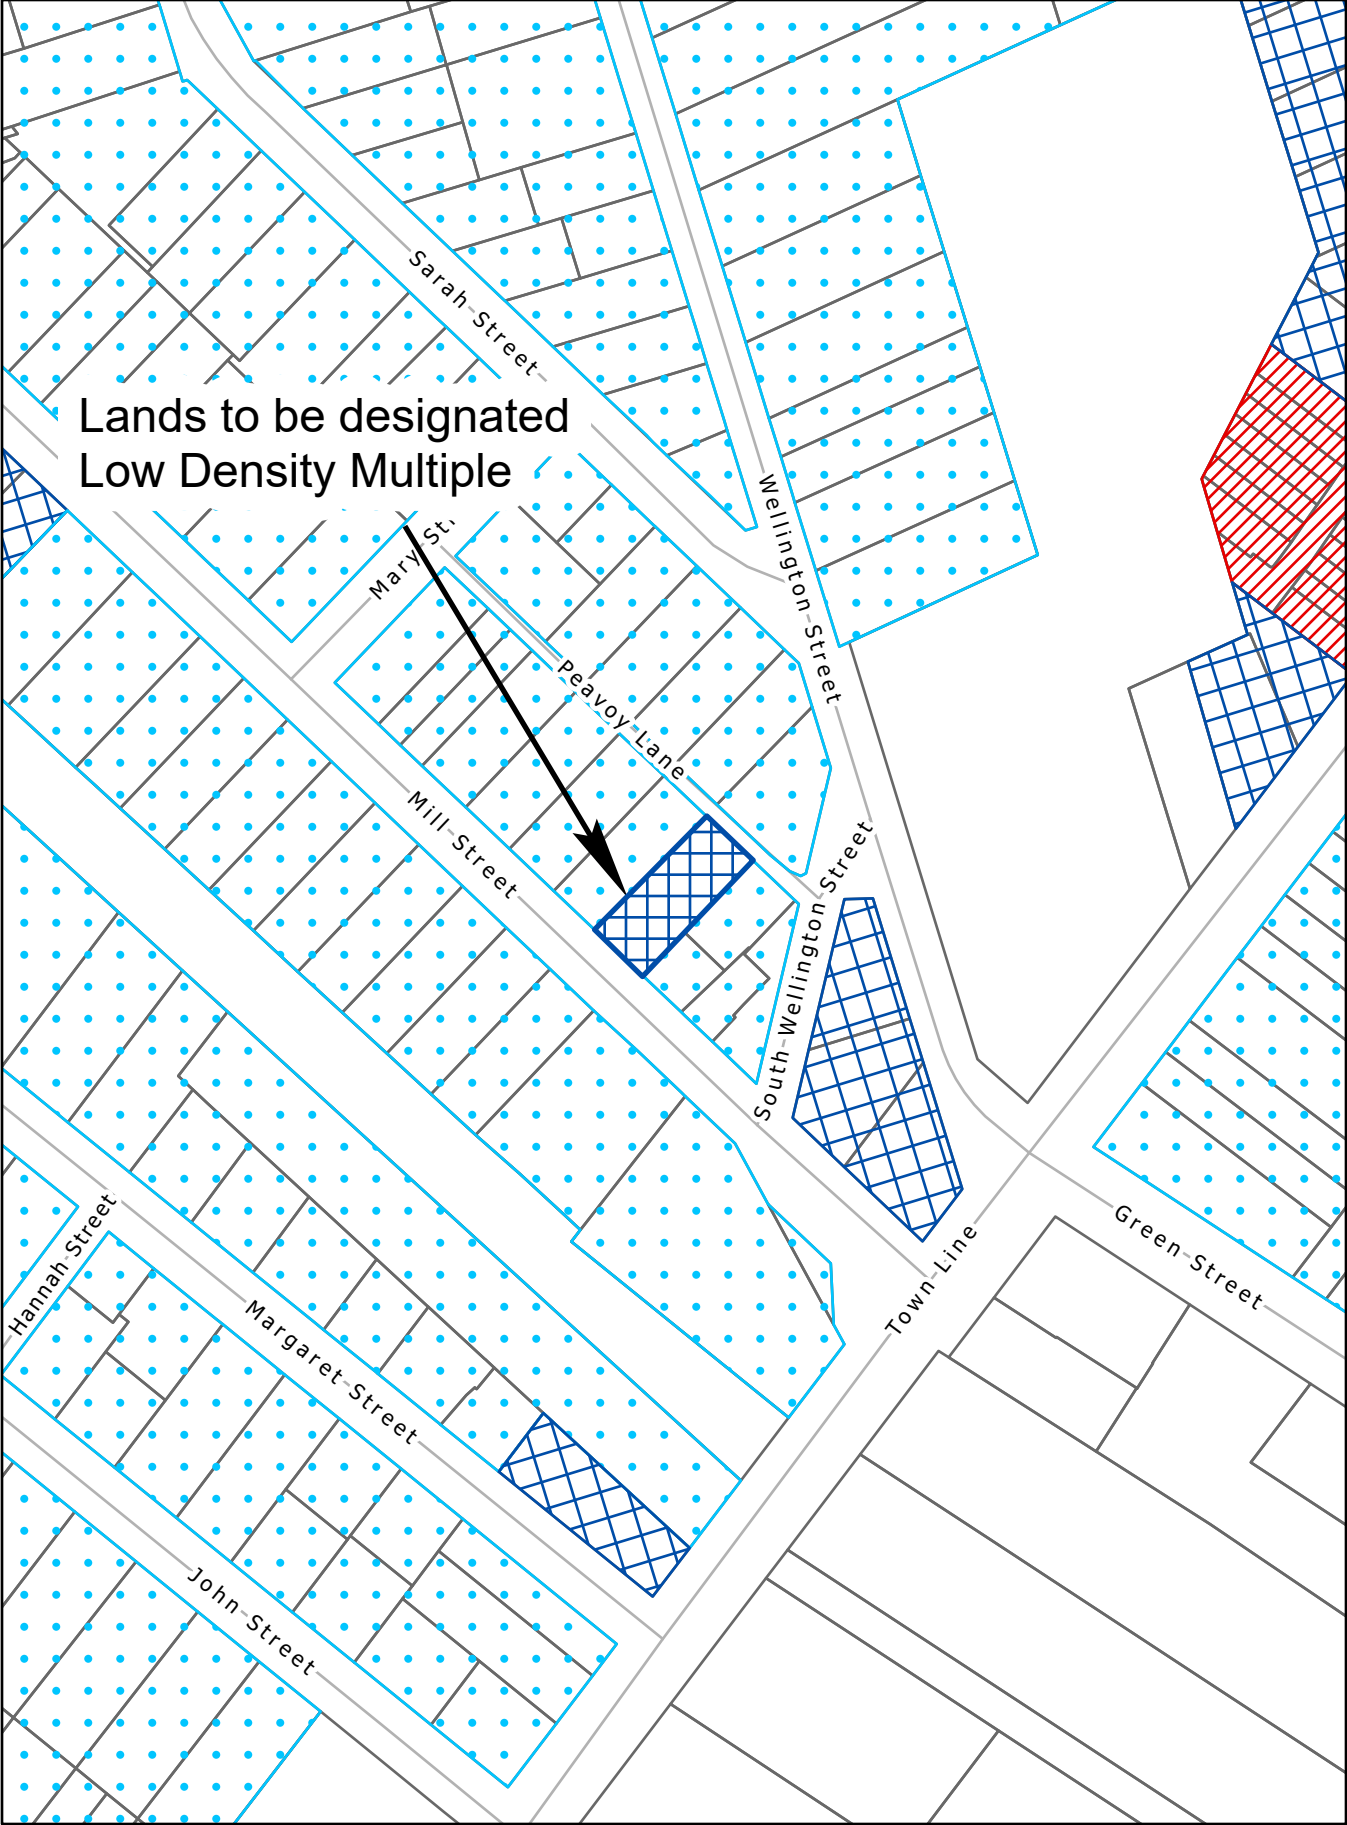 Sarah Street
Lands to be designated
Low Density Multiple
Wellington Street
Mary St
Peavoy Lane
Mill Street
South Wellington Street
Hannah Street
Green Street
Town Line
Margaret Street
John Street